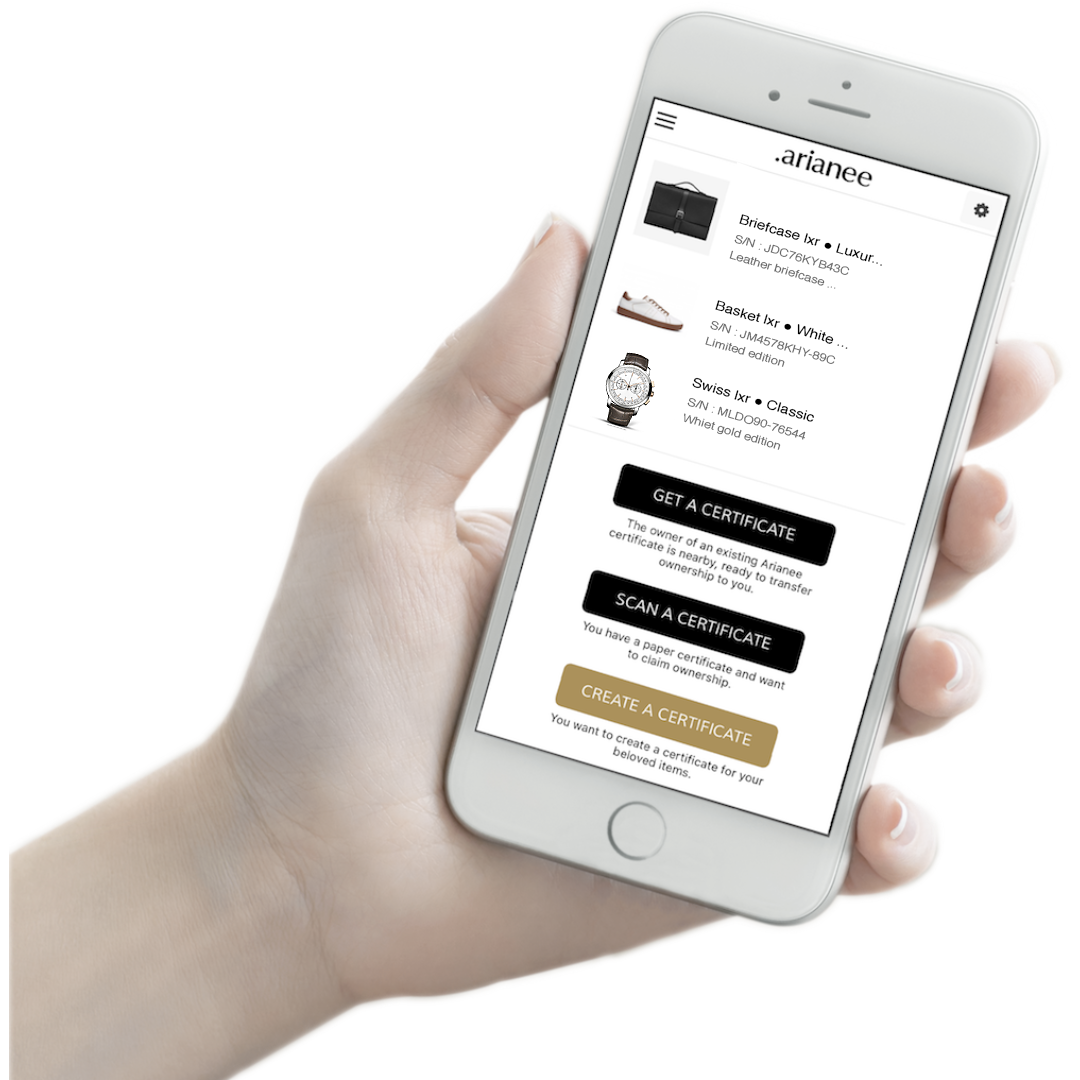 .arianee
Briefcase lxr ● Luxur...
S/N : JDC76KYB43C
Leather briefcase ...
Basket lxr ● White ...
S/N : JM4578KHY-89C
Limited edition
Swiss lxr ● Classic
S/N : MLDO90-76544
Whiet gold edition
GET A CERTIFICATE
The owner of an existing Arianee
certificate is nearby, ready to transfer
ownership to you.
SCAN A CERTIFICATE
You have a paper certificate and want
to claim ownership.
CREATE A CERTIFICATE
You want to create a certificate for your
beloved items.